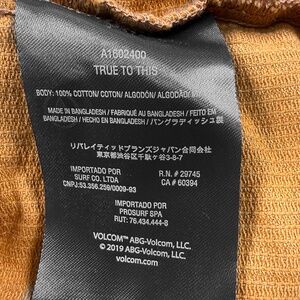 A1602400
TRUE TO THIS
BODY: 100% COTTON/ COTON/ ALGODÓN/ ALGODÃO/
MADE IN BANGLADESH / FABRIQUÉ AU BANGLADESH / FEITO EM
BANGLADESH / HECHO EN BANGLADESH / バングラディッシュ製
リバレイティッドブランズジャパン合同会社
東京都渋谷区千駄ヶ谷3-8-7
IMPORTADO POR
SURF CO. LTDA
CNPJ:53.356.259/0009-93
R.N. # 29745
CA # 60394
IMPORTADO POR
PROSURF SPA
RUT: 76.434.444-8
VOLCOM™ ABG-Volcom, LLC.
© 2019 ABG-Volcom, LLC.
volcom.com